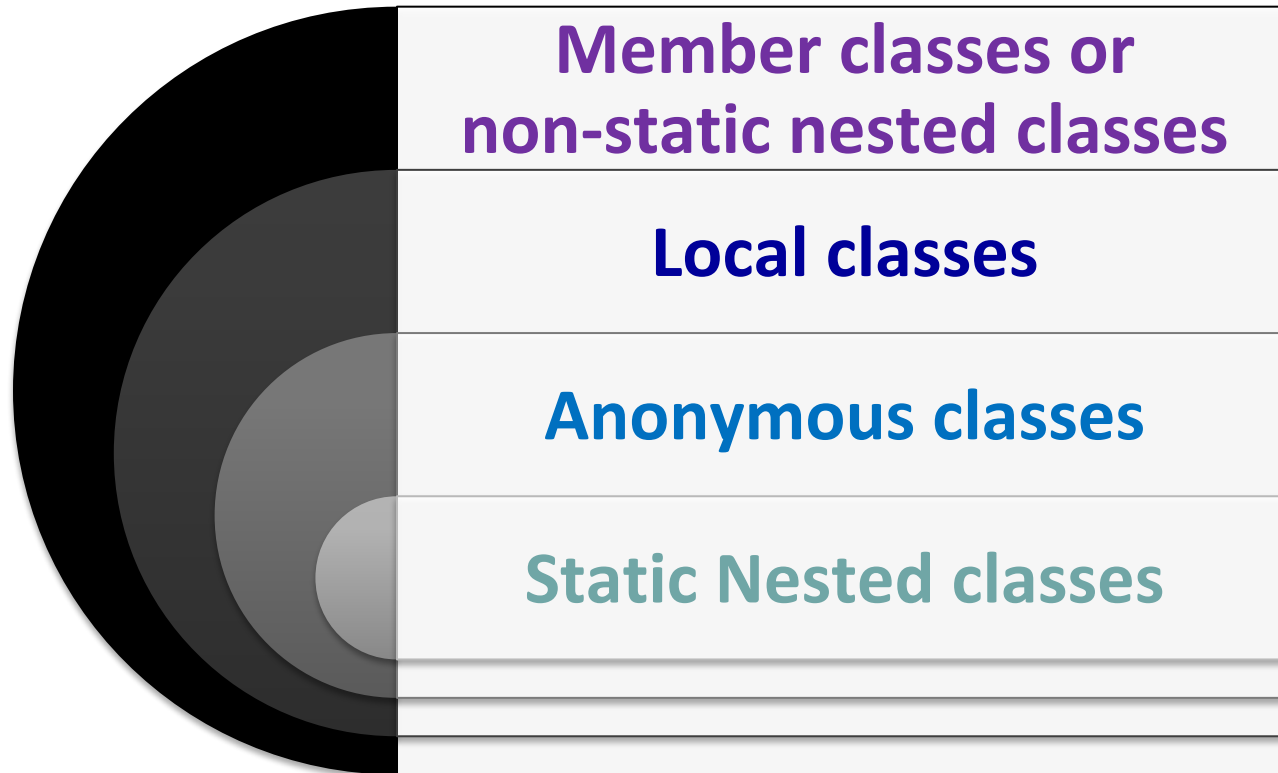 Member classes or
non-static nested classes
Local classes
Anonymous classes
Static Nested classes